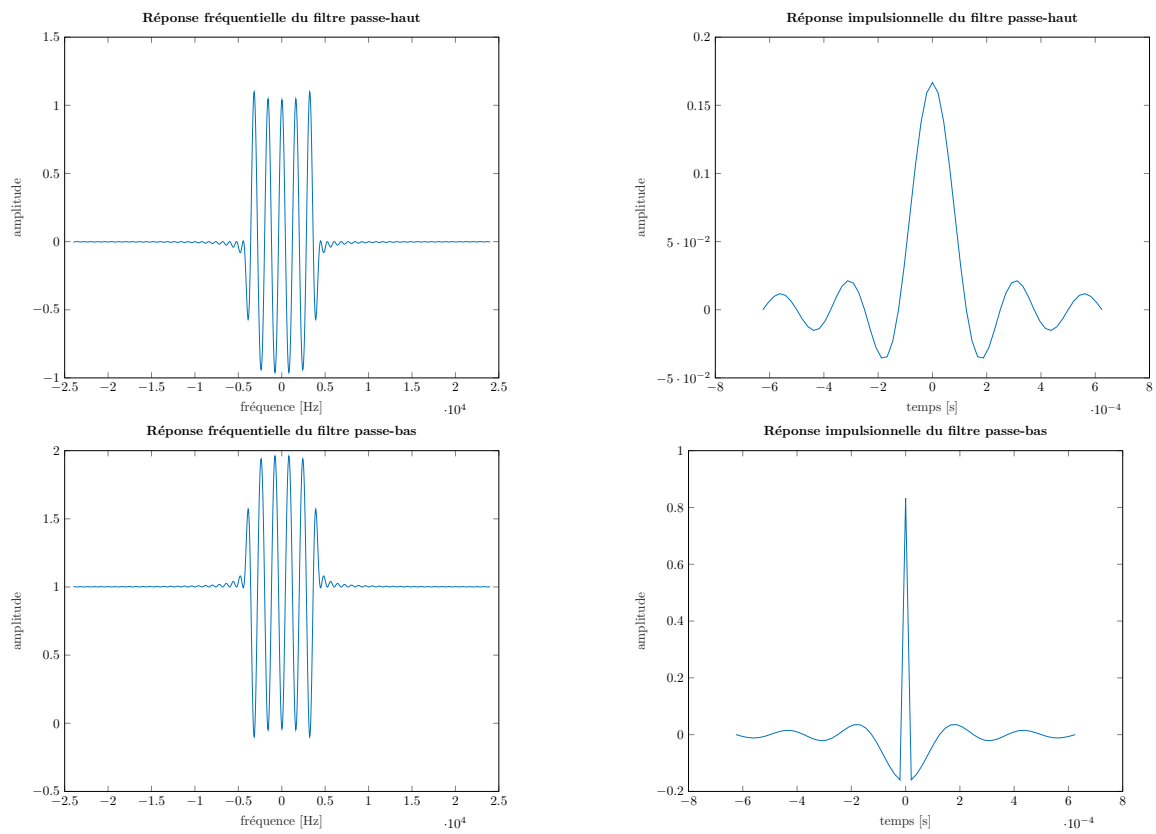 Réponse fréquentielle du filtre passe-haut
1.5
1
0.5
0
−0.5
−1
−2.5 −2 −1.5 −1 −0.5 0 0.5 1 1.5 2 2.5
·10⁴
fréquence [Hz]
amplitude
Réponse impulsionnelle du filtre passe-haut
0.2
0.15
0.1
5 · 10⁻²
0
−5 · 10⁻²
−8 −6 −4 −2 0 2 4 6 8
·10⁻⁴
temps [s]
amplitude
Réponse fréquentielle du filtre passe-bas
2
1.5
1
0.5
0
−0.5
−2.5 −2 −1.5 −1 −0.5 0 0.5 1 1.5 2 2.5
·10⁴
fréquence [Hz]
amplitude
Réponse impulsionnelle du filtre passe-bas
1
0.8
0.6
0.4
0.2
0
−0.2
−8 −6 −4 −2 0 2 4 6 8
·10⁻⁴
temps [s]
amplitude